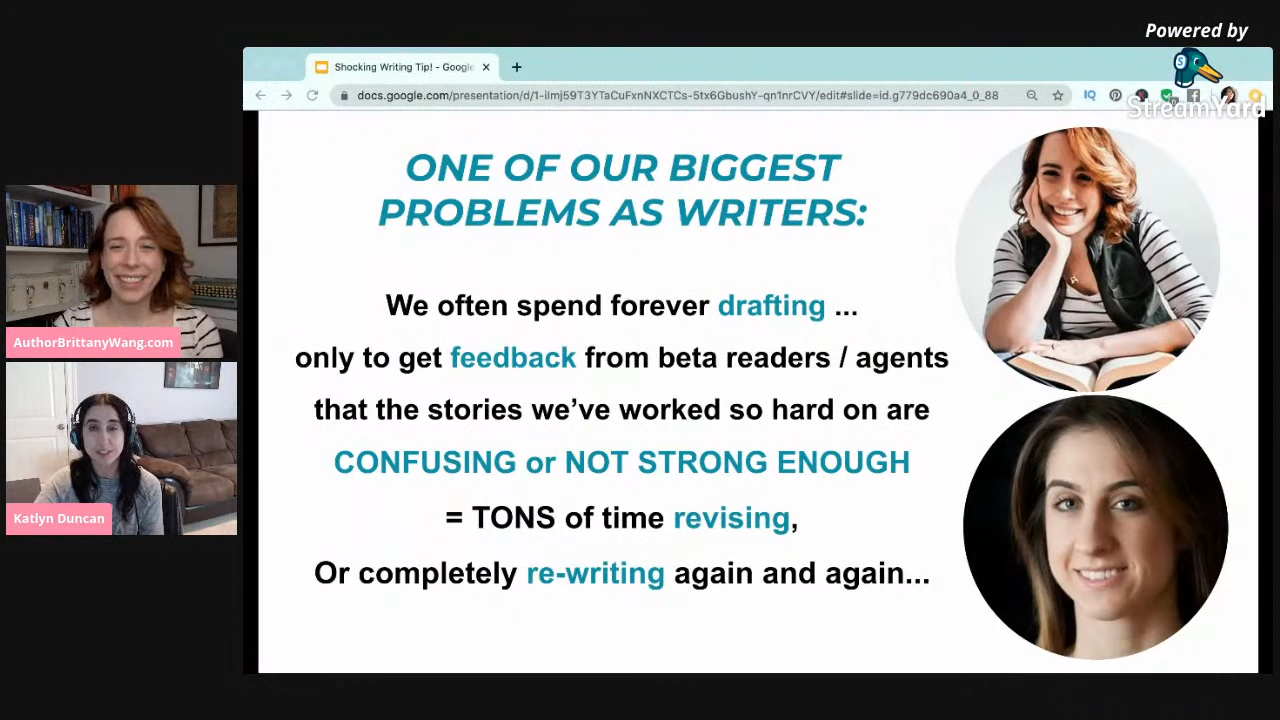 Powered by
StreamYard
Shocking Writing Tip! - Google
docs.google.com/presentation/d/1-ilmj59T3YTaCuFxnNXCTCs-5tx6GbushY-qn1nrCVY/edit#slide=id.g779dc690a4_0_88
ONE OF OUR BIGGEST
PROBLEMS AS WRITERS:
We often spend forever drafting ...
only to get feedback from beta readers / agents
that the stories we’ve worked so hard on are
CONFUSING or NOT STRONG ENOUGH
= TONS of time revising,
Or completely re-writing again and again...
AuthorBrittanyWang.com
Katlyn Duncan